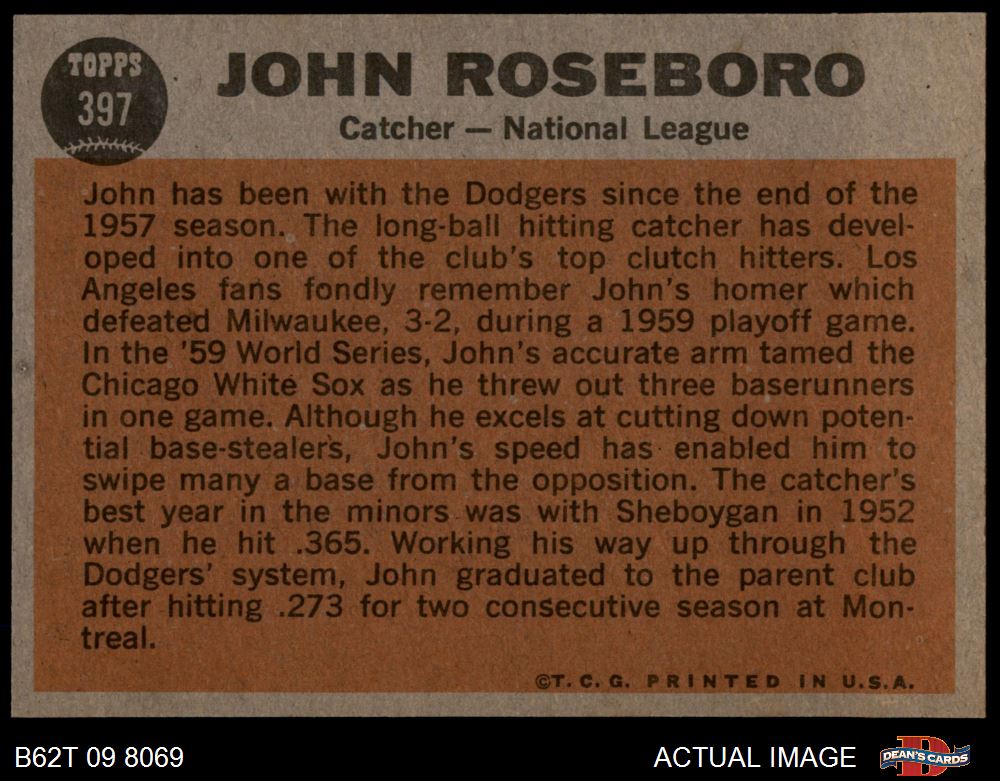 TOPPS
397
JOHN ROSEBORO
Catcher — National League
John has been with the Dodgers since the end of the
1957 season. The long-ball hitting catcher has devel-
oped into one of the club's top clutch hitters. Los
Angeles fans fondly remember John's homer which
defeated Milwaukee, 3-2, during a 1959 playoff game.
In the '59 World Series, John's accurate arm tamed the
Chicago White Sox as he threw out three baserunners
in one game. Although he excels at cutting down poten-
tial base-stealers, John's speed has enabled him to
swipe many a base from the opposition. The catcher's
best year in the minors was with Sheboygan in 1952
when he hit .365. Working his way up through the
Dodgers' system, John graduated to the parent club
after hitting .273 for two consecutive season at Mon-
treal.
©T. C. G. PRINTED IN U.S.A.
B62T 09 8069
ACTUAL IMAGE
D
DEAN'S CARDS